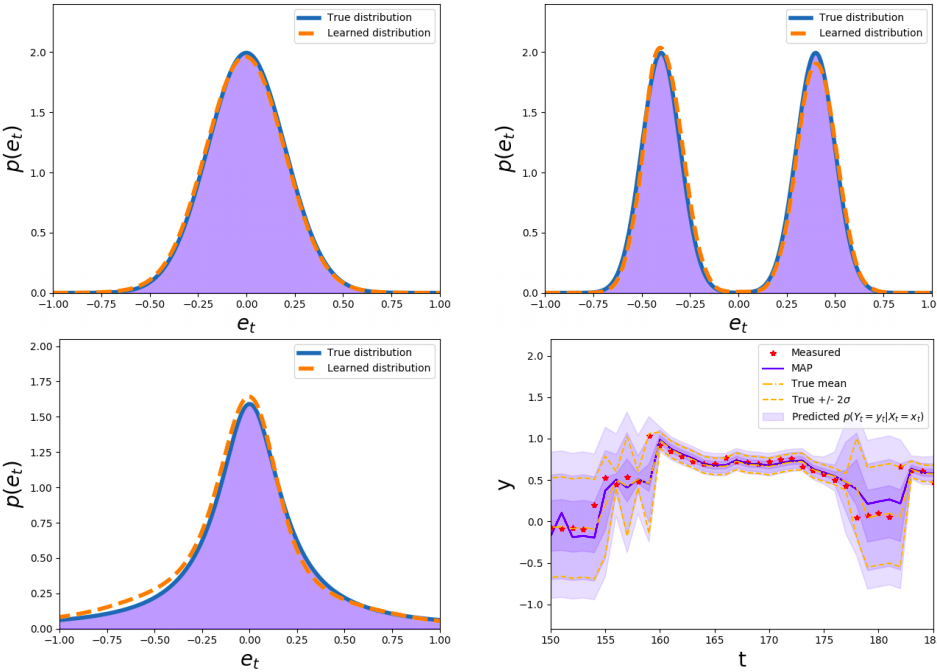 True distribution
Learned distribution
2.0
1.5
1.0
0.5
0.0
p(e_t)
−1.00 −0.75 −0.50 −0.25 0.00 0.25 0.50 0.75 1.00
e_t
True distribution
Learned distribution
2.0
1.5
1.0
0.5
0.0
p(e_t)
−1.00 −0.75 −0.50 −0.25 0.00 0.25 0.50 0.75 1.0
e_t
True distribution
Learned distribution
2.00
1.75
1.50
1.25
1.00
0.75
0.50
0.25
0.00
p(e_t)
−1.00 −0.75 −0.50 −0.25 0.00 0.25 0.50 0.75 1.00
e_t
Measured
MAP
True mean
True +/- 2σ
Predicted p(Y_t = y_t|X_t = x_t)
2.0
1.5
1.0
0.5
0.0
−0.5
−1.0
y
150 155 160 165 170 175 180 185
t